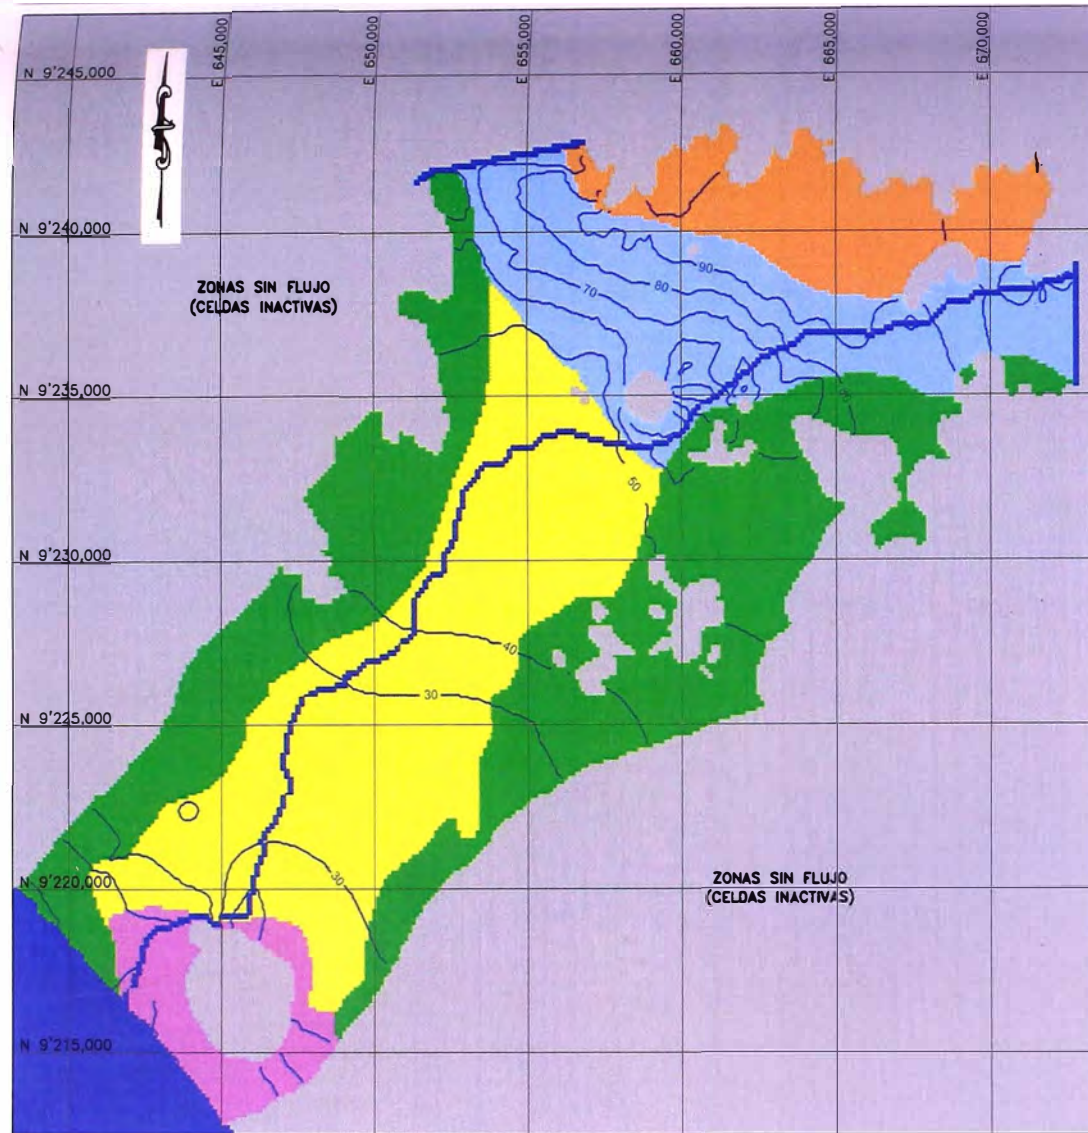 E 645,000
E 650,000
E 655,000
E 660,000
E 665,000
E 670,000
N 9'245,000
N 9'240,000
ZONAS SIN FLUJO
(CELDAS INACTIVAS)
90
80
70
N 9'235,000
50
N 9'230,000
40
30
N 9'225,000
30
N 9'220,000
ZONAS SIN FLUJO
(CELDAS INACTIVAS)
N 9'215,000